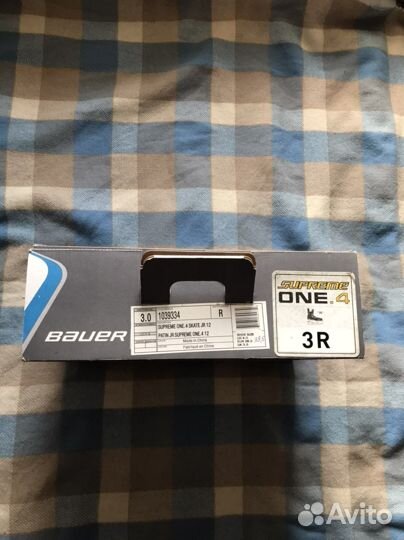 SUPREME
ONE.4
3R
BAUER
3.0 1039334 R
SUPREME ONE.4 SKATE JR 12
PATIN JR SUPREME ONE.4 12
Made in China
Fabriqué en Chine
Avito